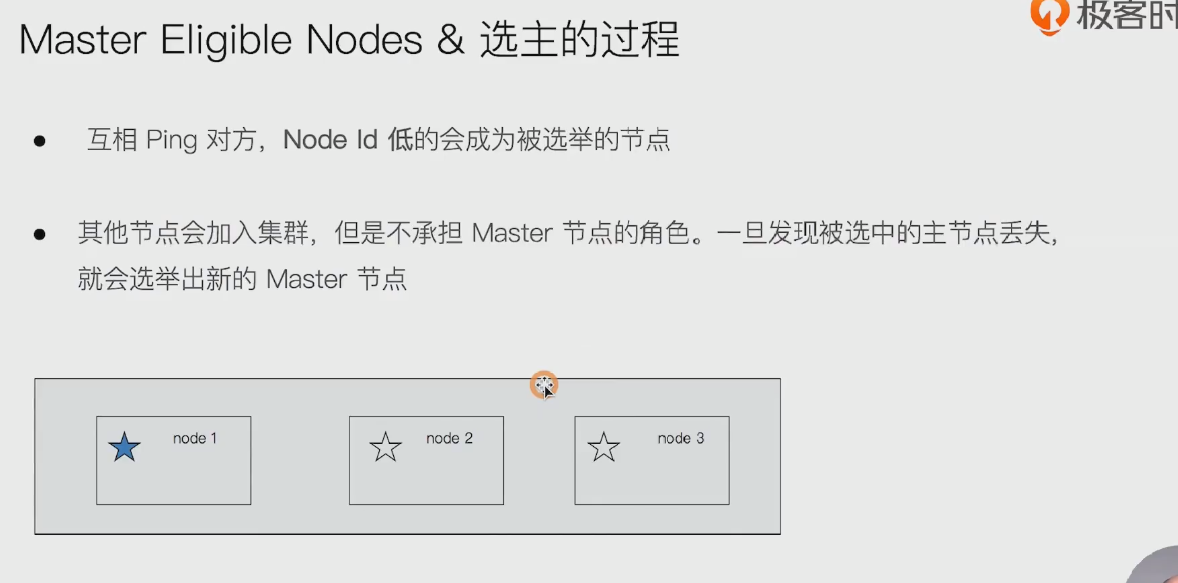 极客时
Master Eligible Nodes & 选主的过程
● 互相 Ping 对方，Node Id 低的会成为被选举的节点
● 其他节点会加入集群，但是不承担 Master 节点的角色。一旦发现被选中的主节点丢失，
就会选举出新的 Master 节点
node 1
node 2
node 3